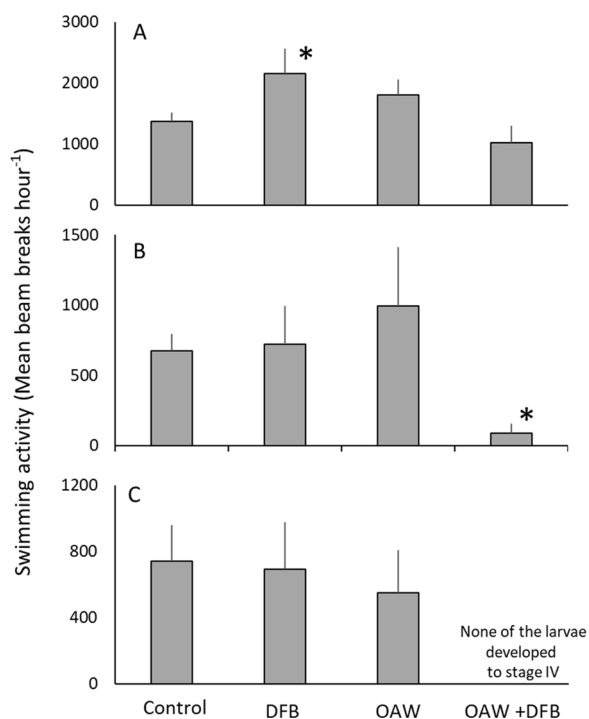 Swimming activity (Mean beam breaks hour-1)
A
3000
2000
1000
0
*
B
1500
1000
500
0
*
C
1200
800
400
0
None of the larvae
developed
to stage IV
Control DFB OAW OAW +DFB